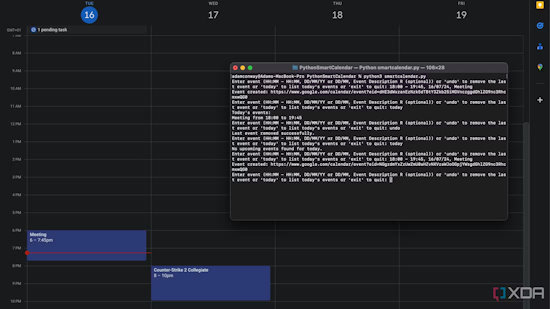 TUE
WED
THU
FRI
16
17
18
19
GMT+01
1 pending task
8 AM
9 AM
10 AM
11 AM
12 PM
1 PM
2 PM
3 PM
4 PM
5 PM
6 PM
7 PM
8 PM
9 PM
10 PM
PythonSmartCalendar — Python smartcalendar.py — 106×28
adamconway@Adams-MacBook-Pro PythonSmartCalendar % python3 smartcalendar.py
Enter event (HH:MM - HH:MM, DD/MM/YY or DD/MM, Description R (optional)) or 'undo' to remove the las
t event or 'today' to list today's events or 'exit' to quit: 18:00 - 19:45, 16/07/24, Meeting
Event created: https://www.google.com/calendar/event?eid=
Enter event (HH:MM - HH:MM, DD/MM/YY or DD/MM, Description R (optional)) or 'undo' to remove the las
t event or 'today' to list today's events or 'exit' to quit: today
Today's events:
Meeting from 18:00 to 19:45
Enter event (HH:MM - HH:MM, DD/MM/YY or DD/MM, Description R (optional)) or 'undo' to remove the las
t event or 'today' to list today's events or 'exit' to quit: undo
Last event removed successfully.
Enter event (HH:MM - HH:MM, DD/MM/YY or DD/MM, Description R (optional)) or 'undo' to remove the las
t event or 'today' to list today's events or 'exit' to quit: today
No upcoming events found for today.
Enter event (HH:MM - HH:MM, DD/MM/YY or DD/MM, Description R (optional)) or 'undo' to remove the las
t event or 'today' to list today's events or 'exit' to quit: 18:00 - 19:45, 16/07/24, Meeting
Event created: https://www.google.com/calendar/event?eid=
Enter event (HH:MM - HH:MM, DD/MM/YY or DD/MM, Description R (optional)) or 'undo' to remove the las
t event or 'today' to list today's events or 'exit' to quit:
Meeting
6 – 7:45pm
Counter-Strike 2 Collegiate
8 – 10pm
XDA